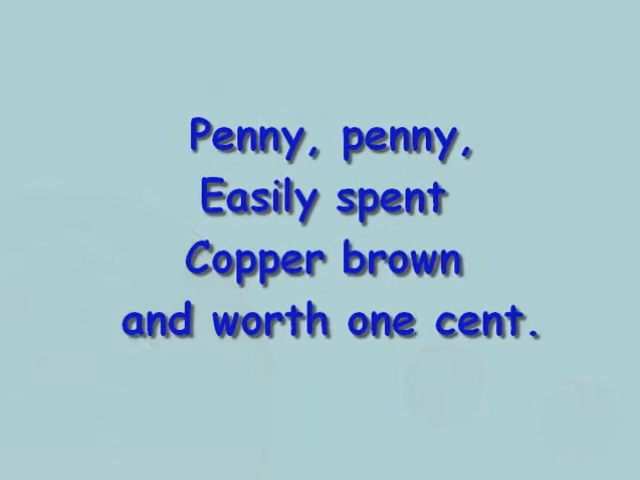 Penny, penny,
Easily spent
Copper brown
and worth one cent.